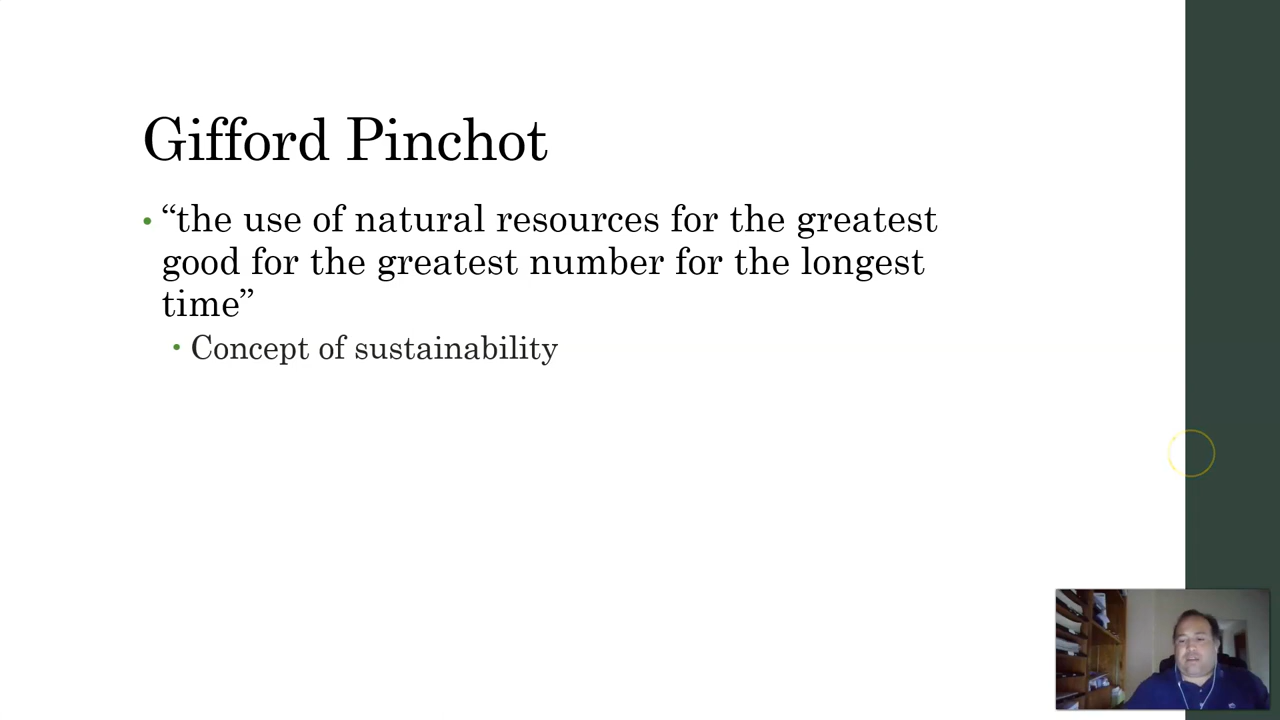 Gifford Pinchot
• “the use of natural resources for the greatest
good for the greatest number for the longest
time”
• Concept of sustainability